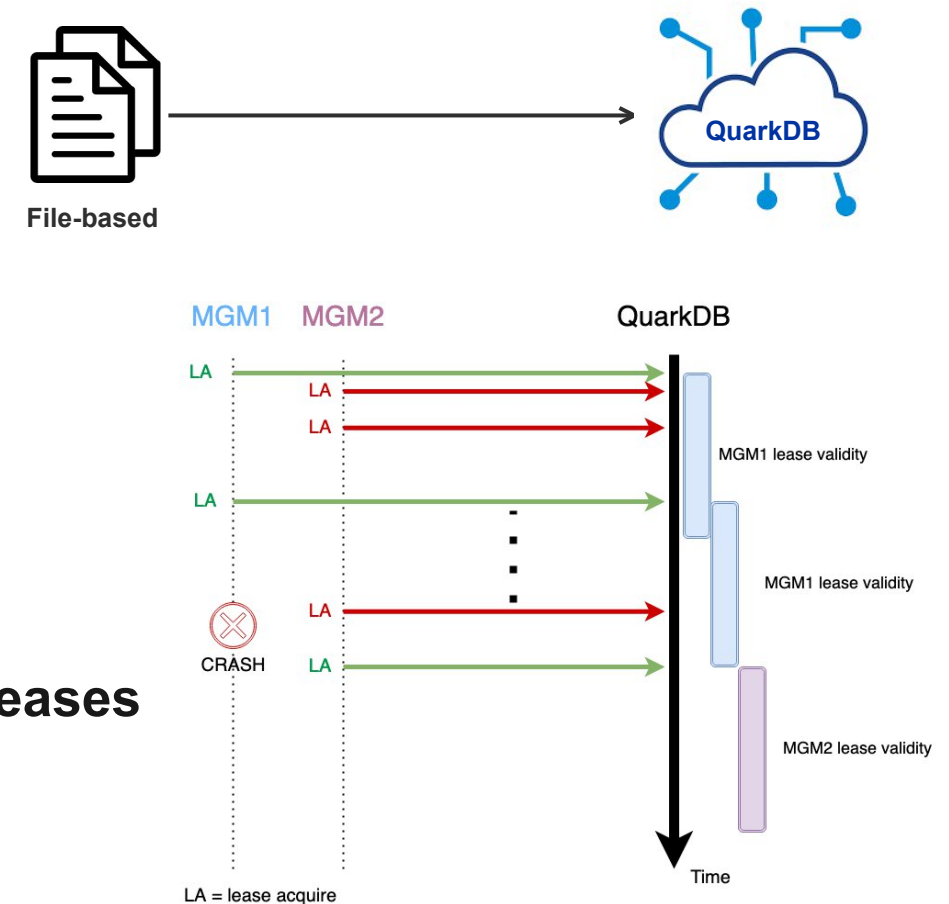 QuarkDB
File-based
MGM1 MGM2 QuarkDB
LA
LA
LA
MGM1 lease validity
LA
MGM1 lease validity
LA
CRASH
LA
eases
MGM2 lease validity
Time
LA = lease acquire